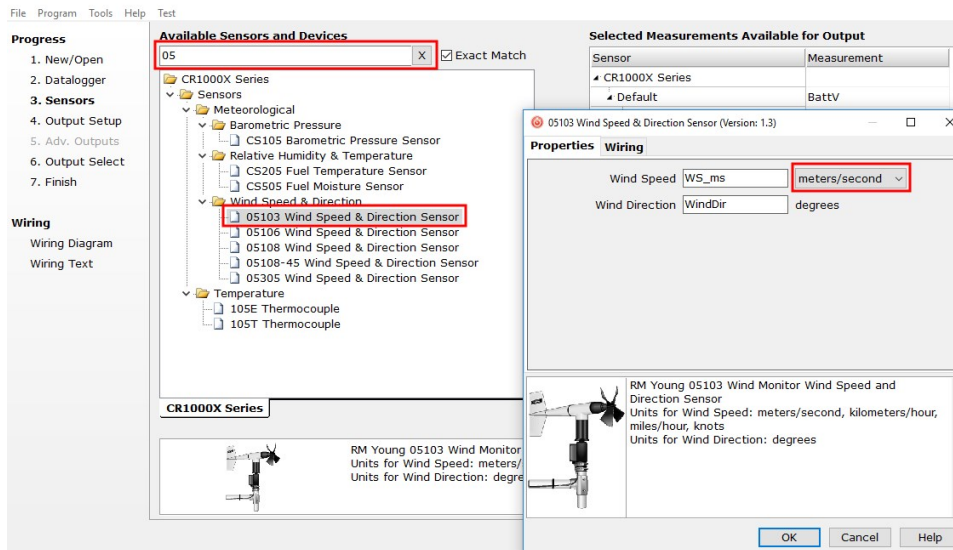 File Program Tools Help Test
Progress
1. New/Open
2. Datalogger
3. Sensors
4. Output Setup
5. Adv. Outputs
6. Output Select
7. Finish
Wiring
Wiring Diagram
Wiring Text
Available Sensors and Devices
05 X Exact Match
CR1000X Series
Sensors
Meteorological
Barometric Pressure
CS105 Barometric Pressure Sensor
Relative Humidity & Temperature
CS205 Fuel Temperature Sensor
CS505 Fuel Moisture Sensor
Wind Speed & Direction
05103 Wind Speed & Direction Sensor
05106 Wind Speed & Direction Sensor
05108 Wind Speed & Direction Sensor
05108-45 Wind Speed & Direction Sensor
05305 Wind Speed & Direction Sensor
Temperature
105E Thermocouple
105T Thermocouple
CR1000X Series
RM Young 05103 Wind Monitor
Units for Wind Speed: meters/
Units for Wind Direction: degre
Selected Measurements Available for Output
Sensor Measurement
CR1000X Series
Default BattV
05103 Wind Speed & Direction Sensor (Version: 1.3)
Properties Wiring
Wind Speed WS_ms meters/second
Wind Direction WindDir degrees
RM Young 05103 Wind Monitor Wind Speed and
Direction Sensor
Units for Wind Speed: meters/second, kilometers/hour,
miles/hour, knots
Units for Wind Direction: degrees
OK Cancel Help